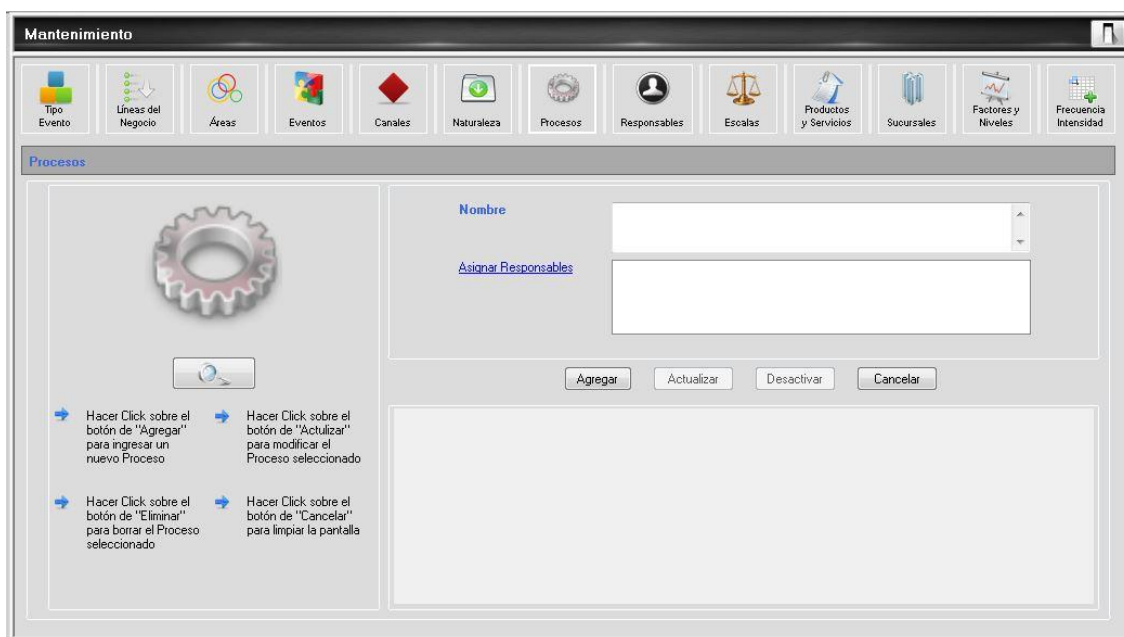 Mantenimiento
Tipo
Evento
Líneas del
Negocio
Áreas
Eventos
Canales
Naturaleza
Procesos
Responsables
Escalas
Productos
y Servicios
Sucursales
Factores y
Niveles
Frecuencia
Intensidad
Procesos
Nombre
Asignar Responsables
Agregar
Actualizar
Desactivar
Cancelar
Hacer Click sobre el
botón de "Agregar"
para ingresar un
nuevo Proceso
Hacer Click sobre el
botón de "Actulizar"
para modificar el
Proceso seleccionado
Hacer Click sobre el
botón de "Eliminar"
para borrar el Proceso
seleccionado
Hacer Click sobre el
botón de "Cancelar"
para limpiar la pantalla